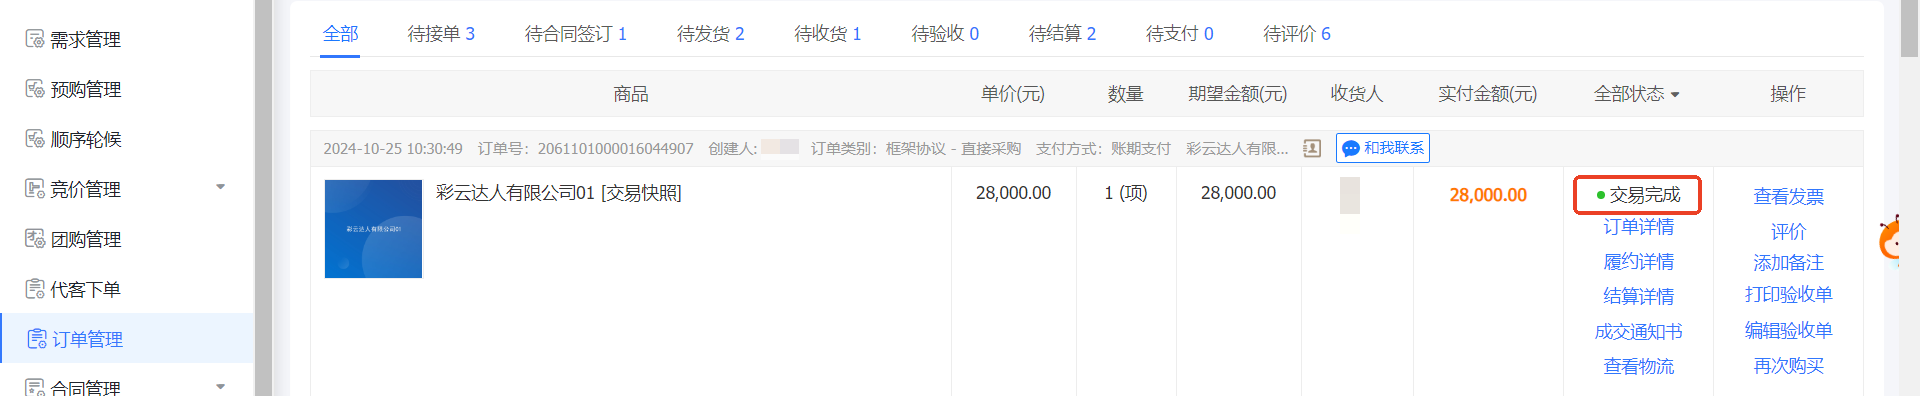 需求管理
预购管理
顺序轮候
竞价管理
团购管理
代客下单
订单管理
合同管理
全部 待接单 3 待合同签订 1 待发货 2 待收货 1 待验收 0 待结算 2 待支付 0 待评价 6
商品 单价(元) 数量 期望金额(元) 收货人 实付金额(元) 全部状态 操作
2024-10-25 10:30:49 订单号：2061101000016044907 创建人: 订单类别：框架协议 - 直接采购 支付方式：账期支付 彩云达人有限... 和我联系
彩云达人有限公司01
彩云达人有限公司01 [交易快照] 28,000.00 1 (项) 28,000.00 28,000.00
交易完成
订单详情
履约详情
结算详情
成交通知书
查看物流
查看发票
评价
添加备注
打印验收单
编辑验收单
再次购买